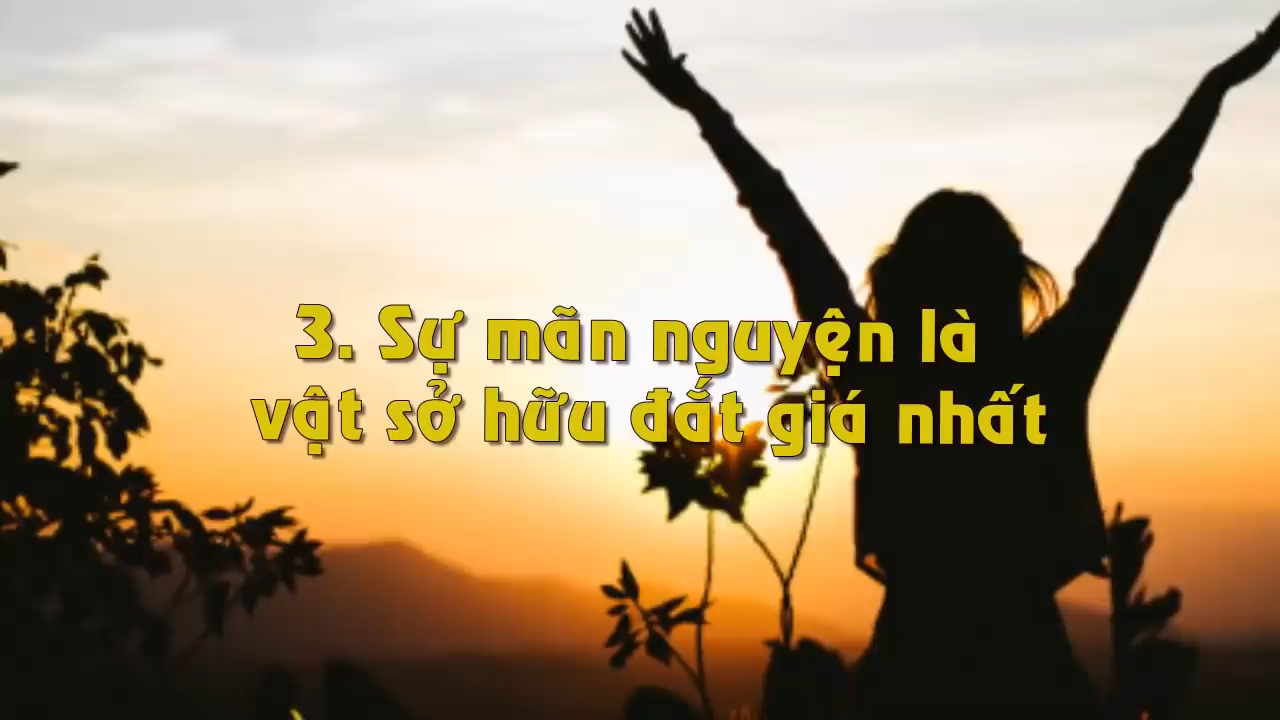 3. Sự mãn nguyện là
vật sở hữu đắt giá nhất